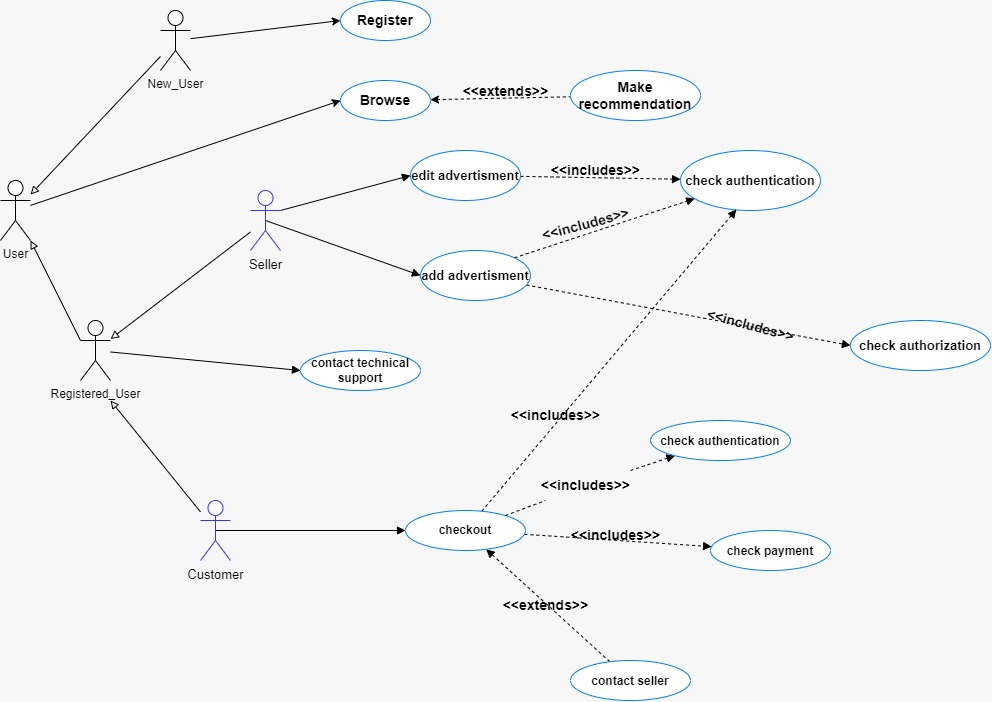 Register
New_User
Browse
<<extends>>
Make
recommendation
edit advertisment
<<includes>>
check authentication
<<includes>>
User
Seller
add advertisment
<<includes>>
check authorization
contact technical
support
Registered_User
<<includes>>
check authentication
<<includes>>
checkout
<<includes>>
check payment
Customer
<<extends>>
contact seller